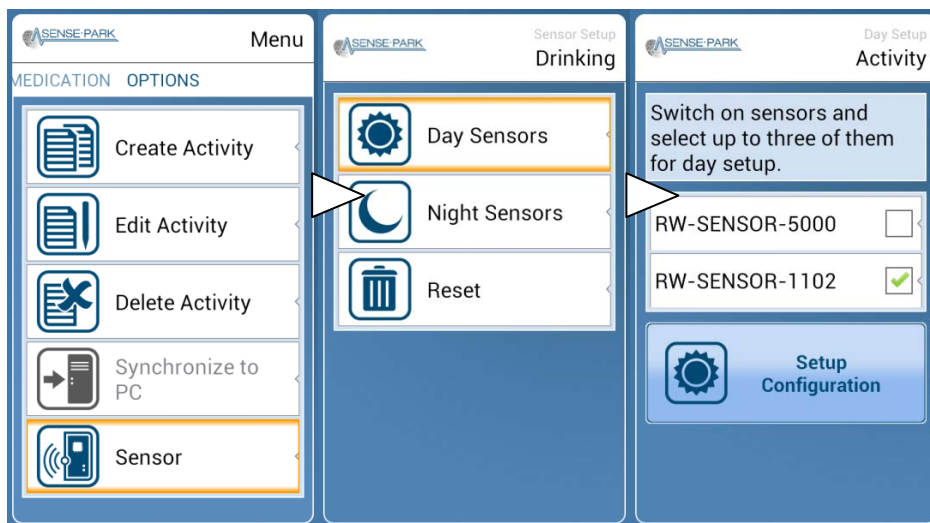 SENSE-PARK
Menu
MEDICATION OPTIONS
Create Activity
Edit Activity
Delete Activity
Synchronize to
PC
Sensor
SENSE-PARK
Sensor Setup
Drinking
Day Sensors
Night Sensors
Reset
SENSE-PARK
Day Setup
Activity
Switch on sensors and
select up to three of them
for day setup.
RW-SENSOR-5000
RW-SENSOR-1102
Setup
Configuration